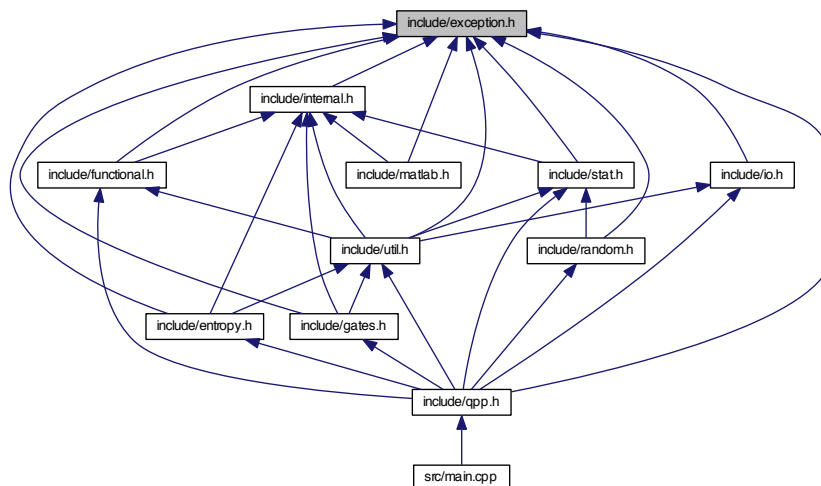 include/exception.h
include/internal.h
include/functional.h
include/matlab.h
include/stat.h
include/io.h
include/util.h
include/random.h
include/entropy.h
include/gates.h
include/qpp.h
src/main.cpp